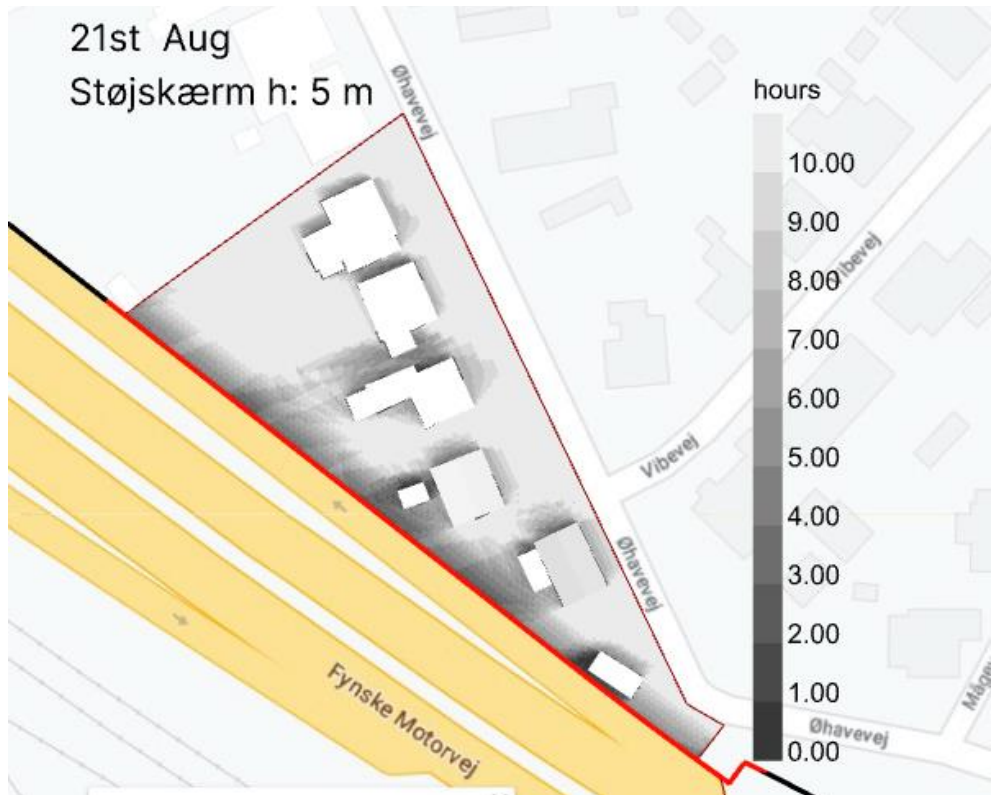 21st Aug
Støjskærm h: 5 m
hours
10.00
9.00
8.00
7.00
6.00
5.00
4.00
3.00
2.00
1.00
0.00
Øhavevej
Vibevej
Vibevej
Øhavevej
Fynske Motorvej
Øhavevej